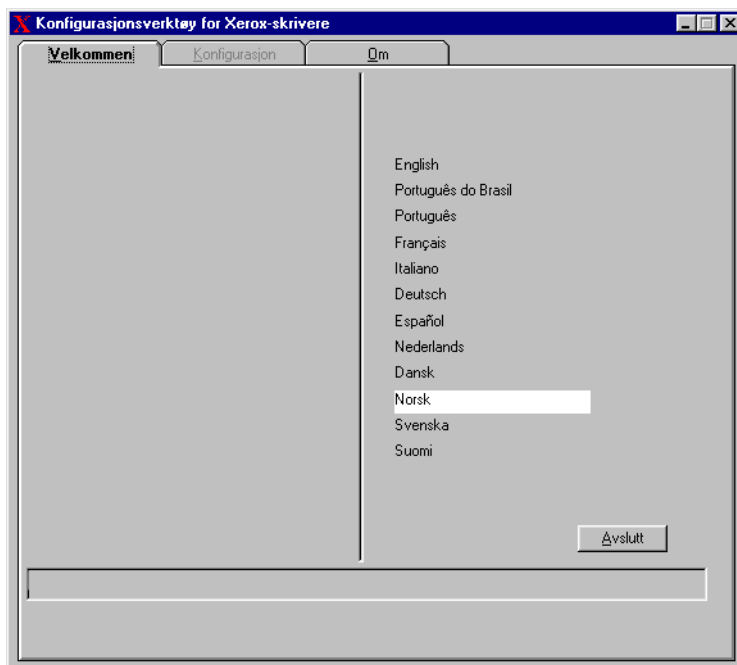 Konfigurasjonsverktøy for Xerox-skrivere
Velkommen Konfigurasjon Om
English
Português do Brasil
Português
Français
Italiano
Deutsch
Español
Nederlands
Dansk
Norsk
Svenska
Suomi
Avslutt